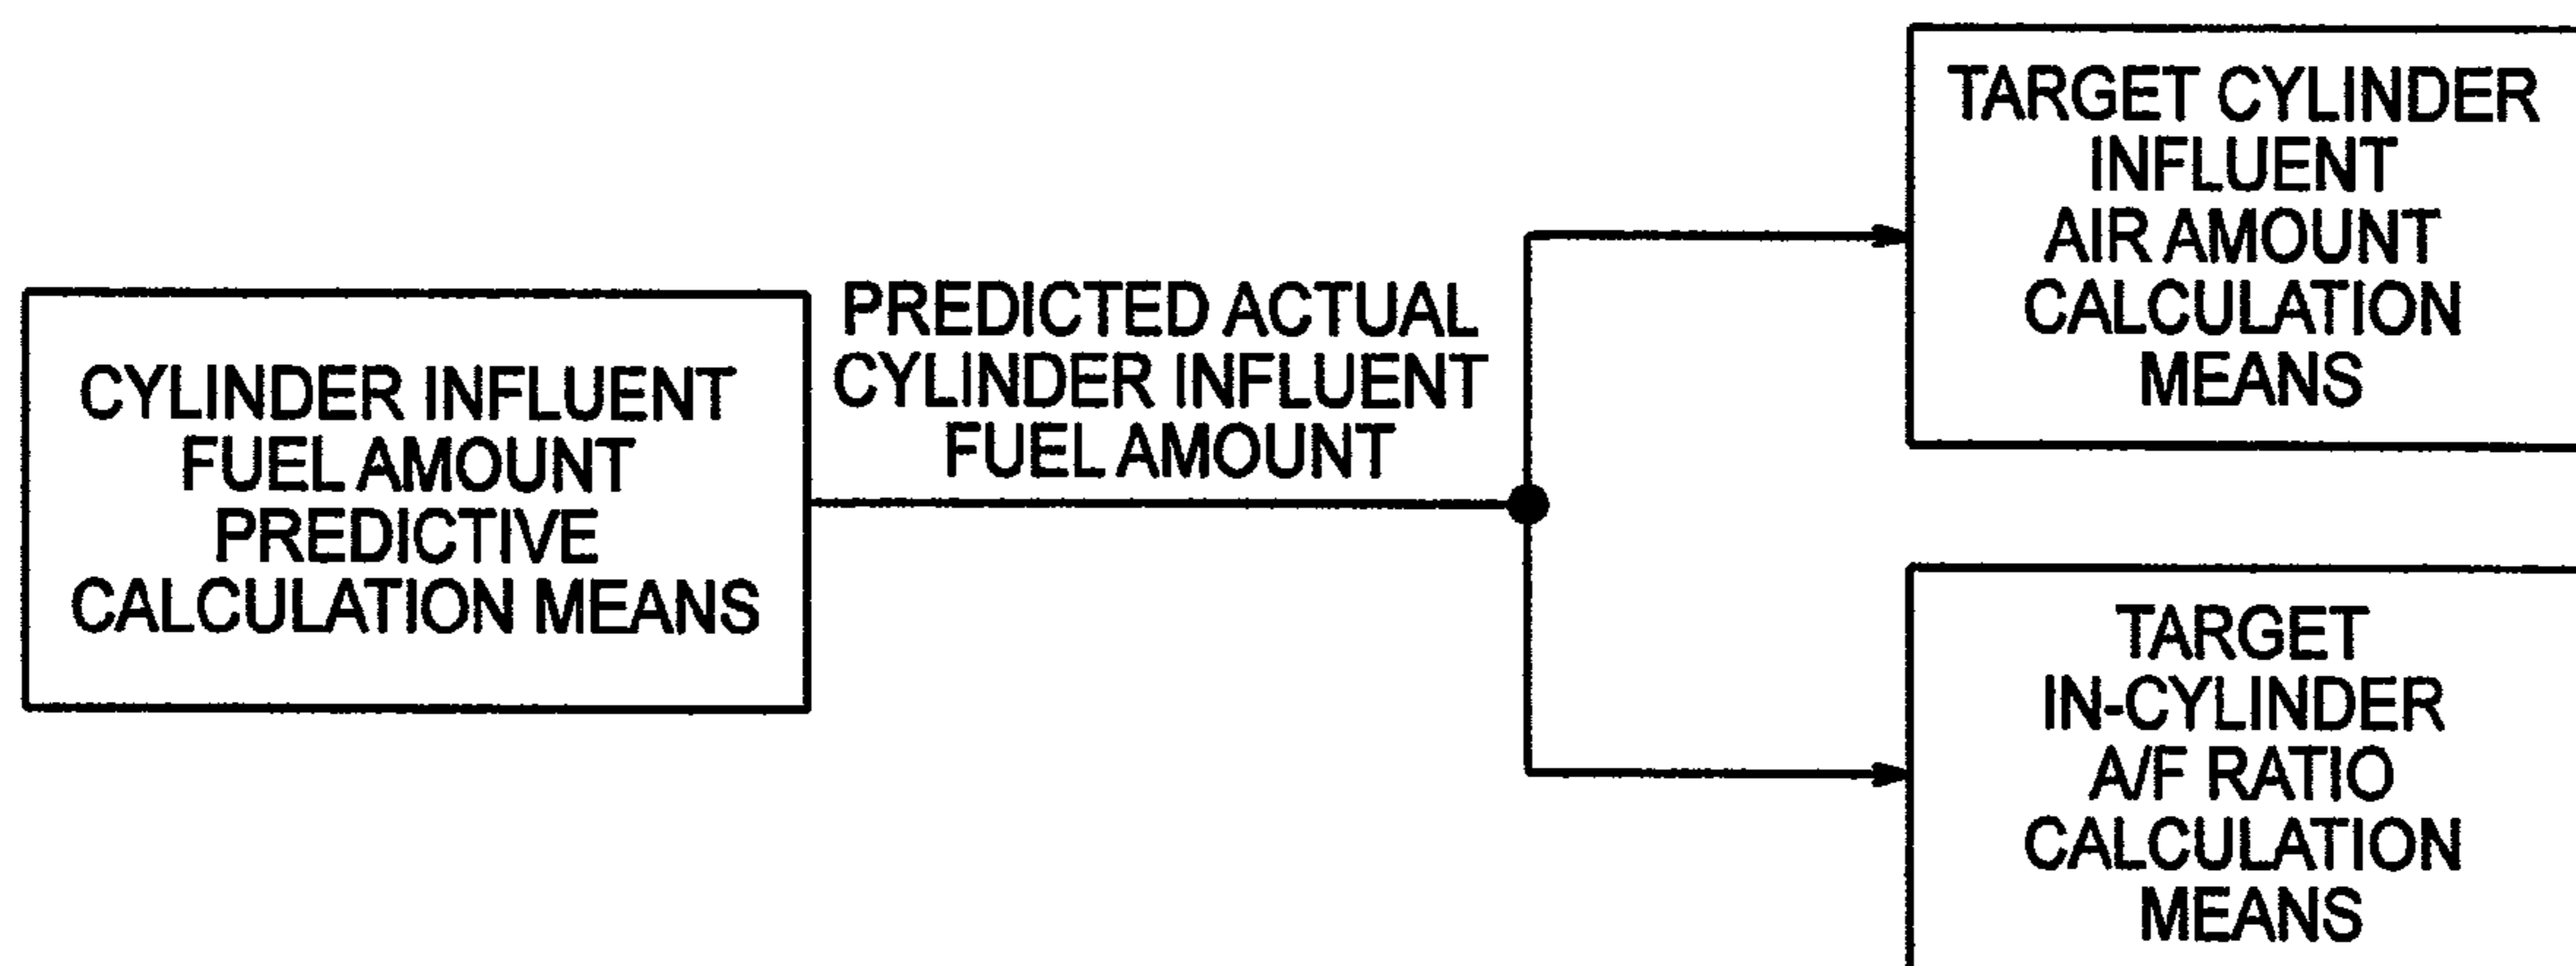 CYLINDER INFLUENT
FUEL AMOUNT
PREDICTIVE
CALCULATION MEANS
PREDICTED ACTUAL
CYLINDER INFLUENT
FUEL AMOUNT
TARGET CYLINDER
INFLUENT
AIR AMOUNT
CALCULATION
MEANS
TARGET
IN-CYLINDER
A/F RATIO
CALCULATION
MEANS